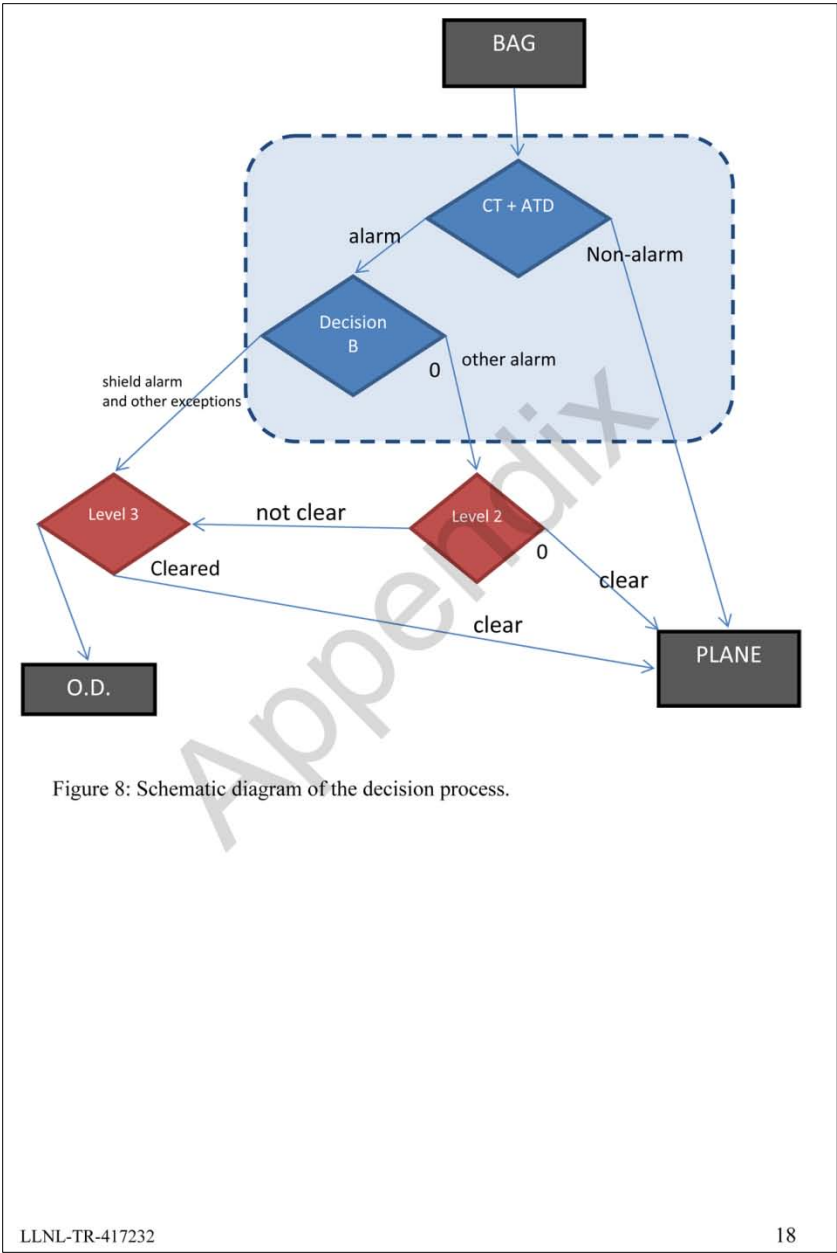 BAG
CT + ATD
alarm
Non-alarm
Decision
B
0
other alarm
shield alarm
and other exceptions
Level 3
not clear
Level 2
0
Cleared
clear
clear
PLANE
O.D.
Appendix
Figure 8: Schematic diagram of the decision process.
LLNL-TR-417232
18